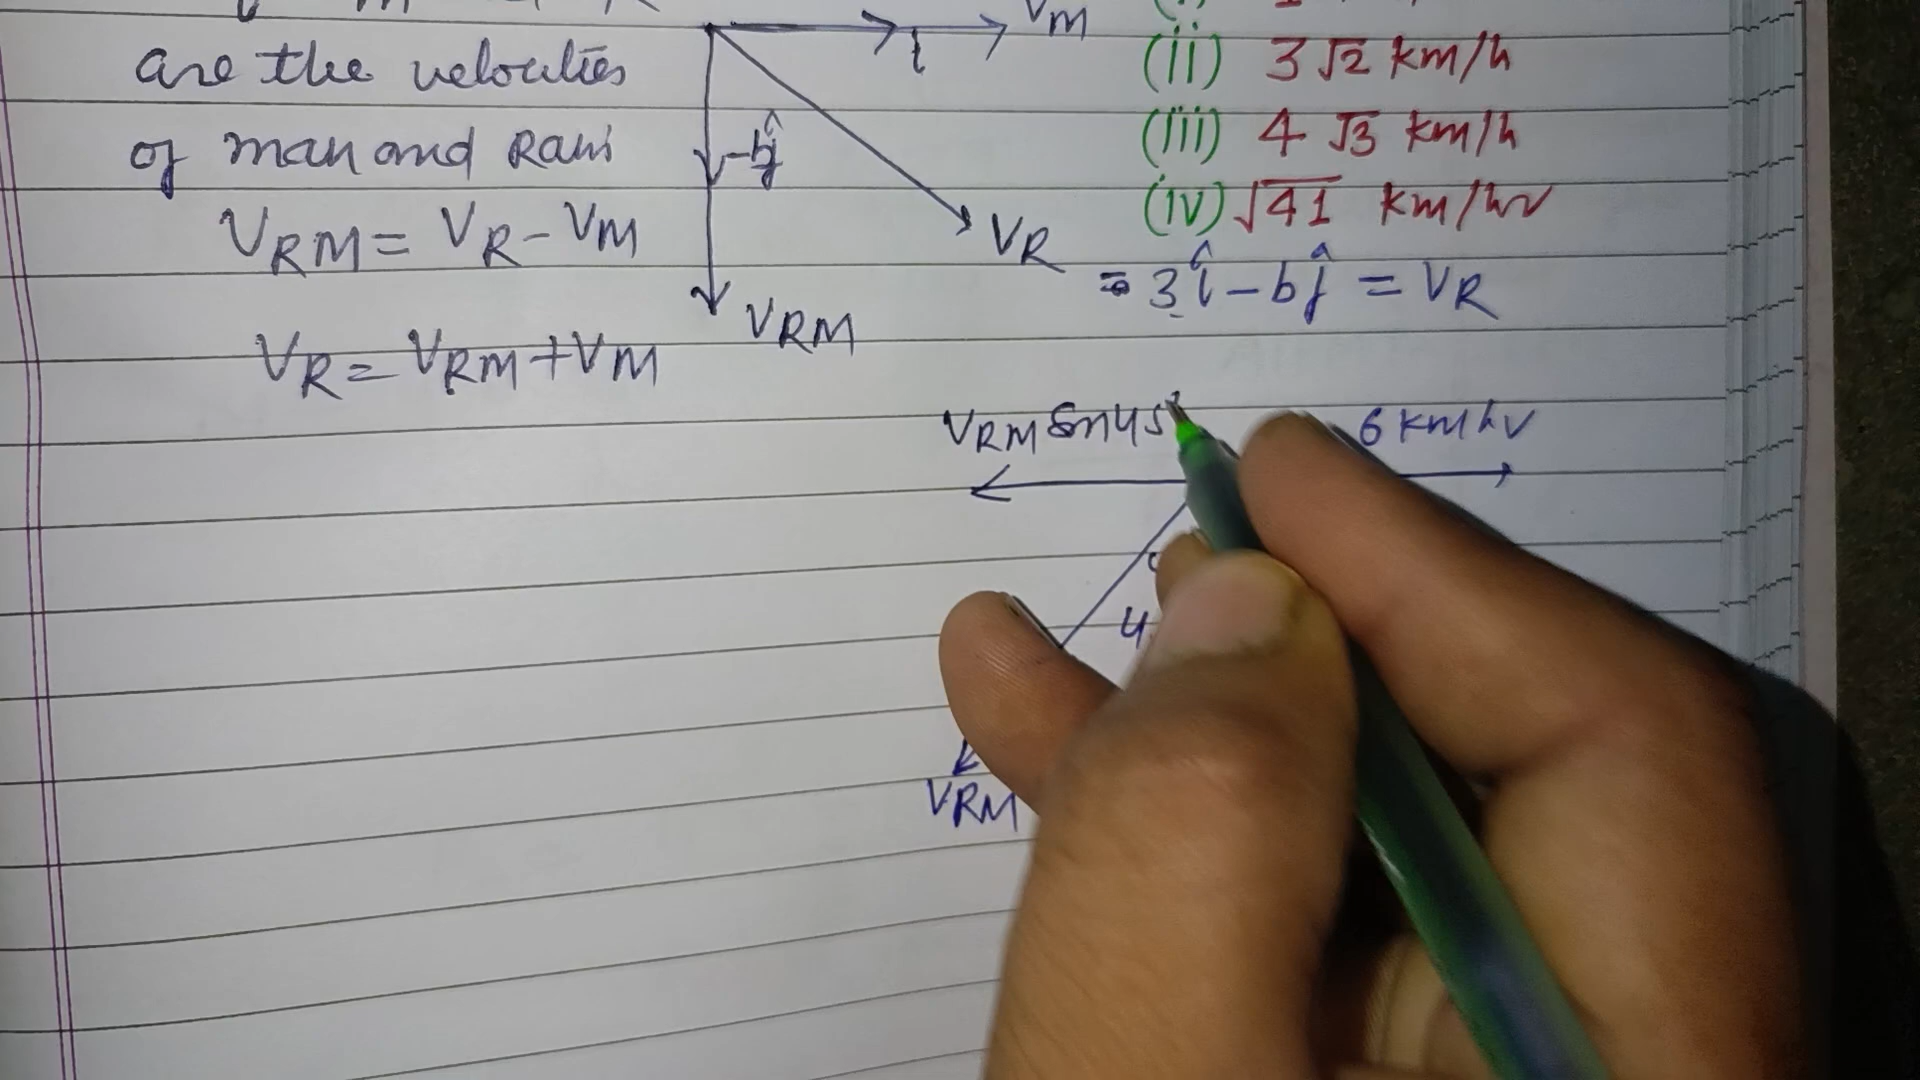 are the velocities
of man and Rain
VRM = VR - VM
VR = VRM + VM
VM
î
-bĵ
VR
VRM
(ii) 3√2 km/h
(iii) 4√3 km/h
(iv) √41 km/hr
= 3î - bĵ = VR
VRM Sin45°
6 km hr
VRM